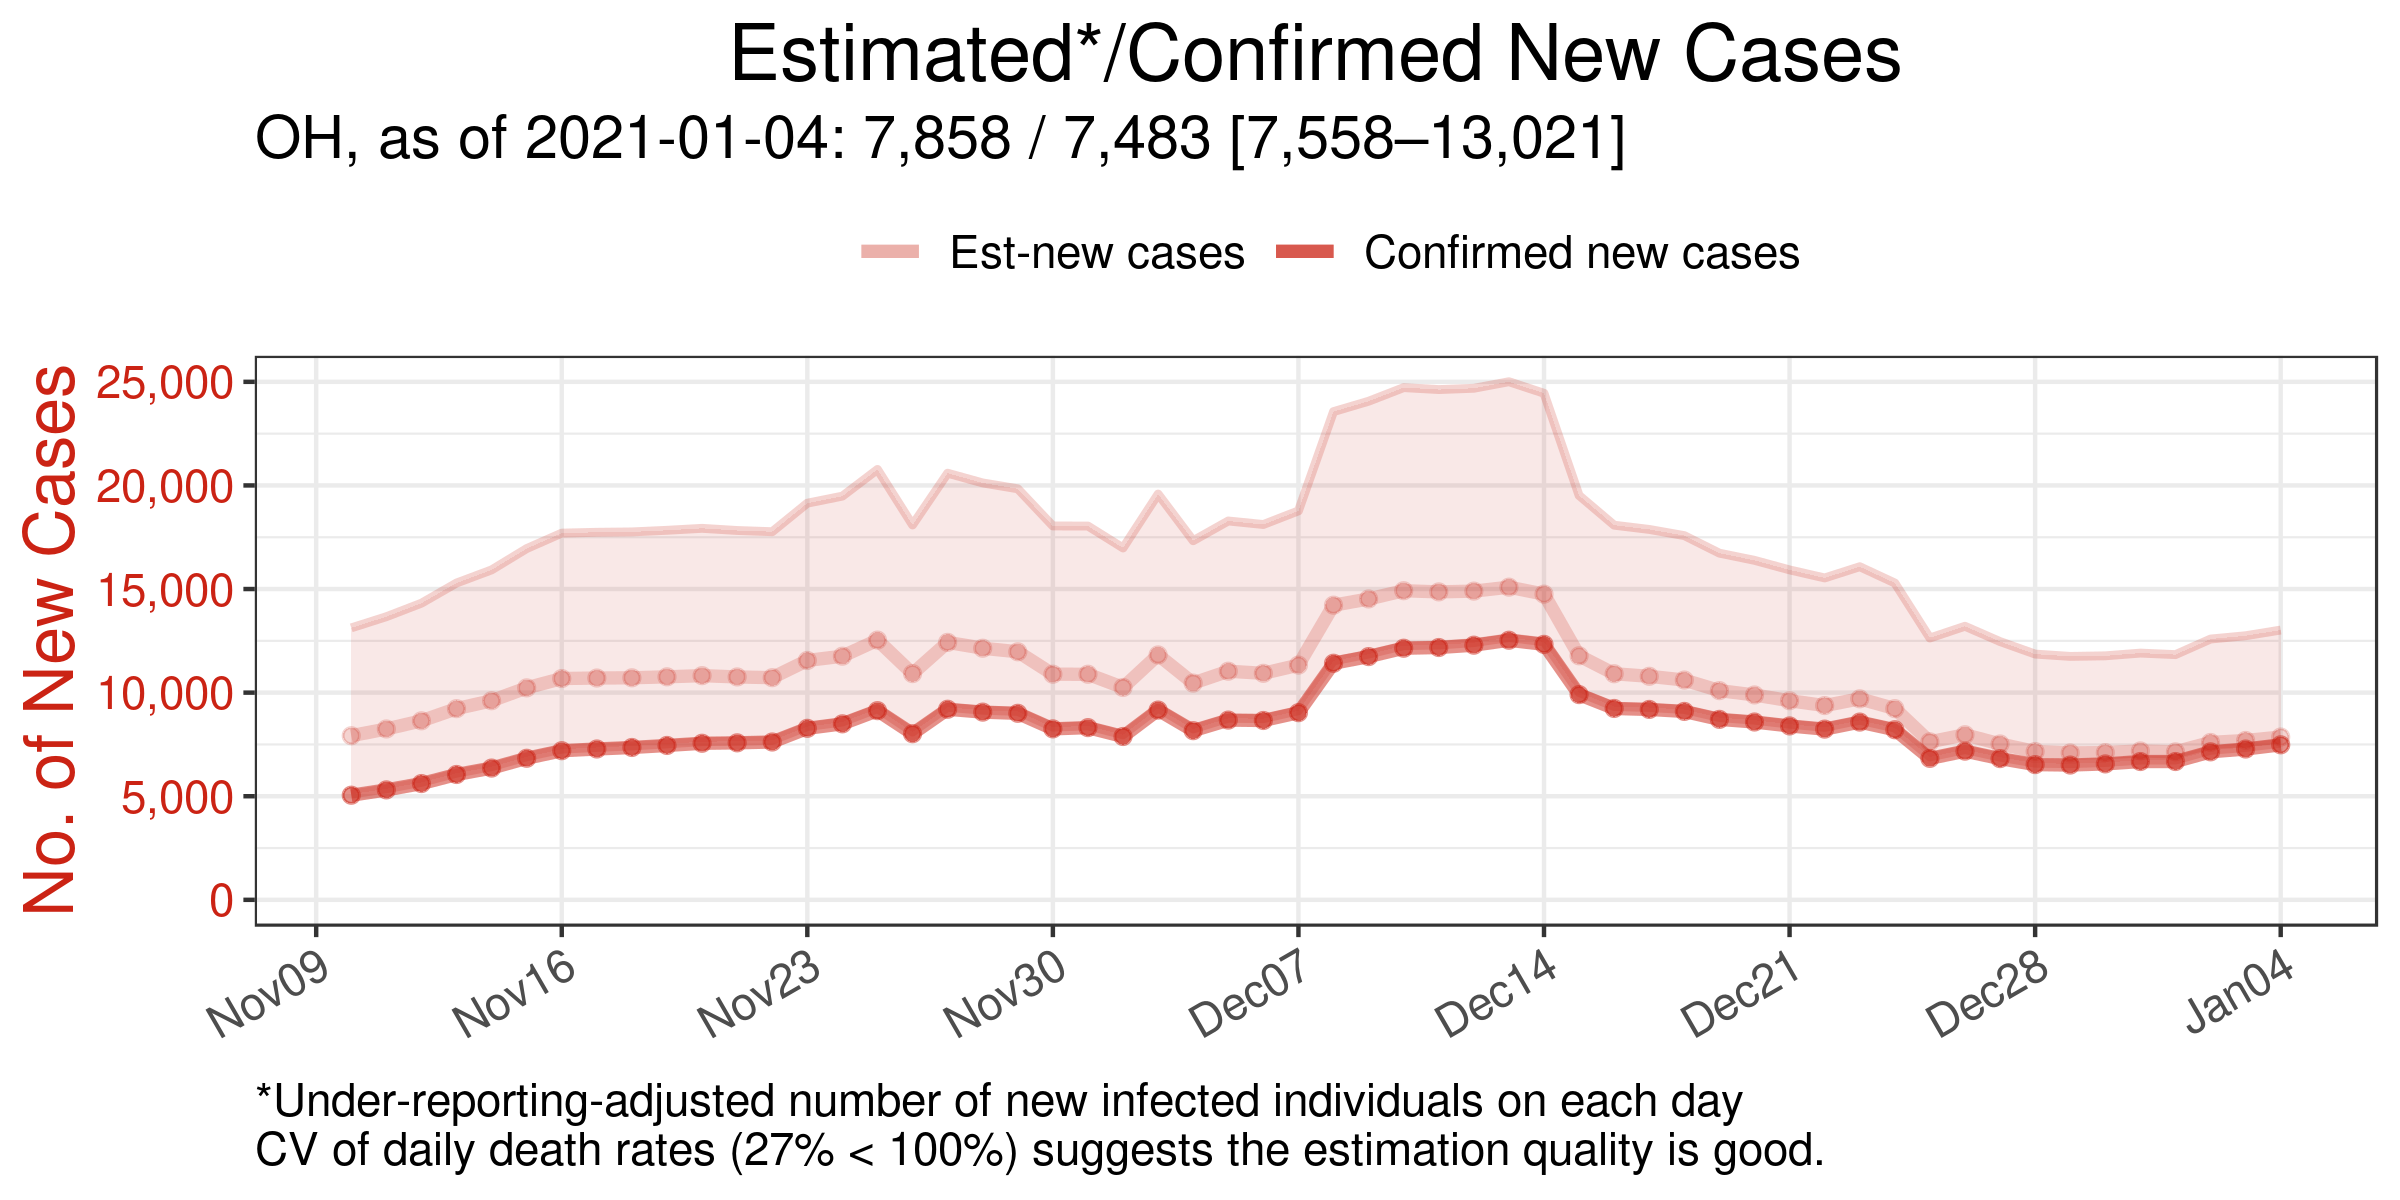 Estimated*/Confirmed New Cases
OH, as of 2021-01-04: 7,858 / 7,483 [7,558–13,021]
Est-new cases
Confirmed new cases
No. of New Cases
25,000
20,000
15,000
10,000
5,000
0
Nov09
Nov16
Nov23
Nov30
Dec07
Dec14
Dec21
Dec28
Jan04
*Under-reporting-adjusted number of new infected individuals on each day
CV of daily death rates (27% < 100%) suggests the estimation quality is good.